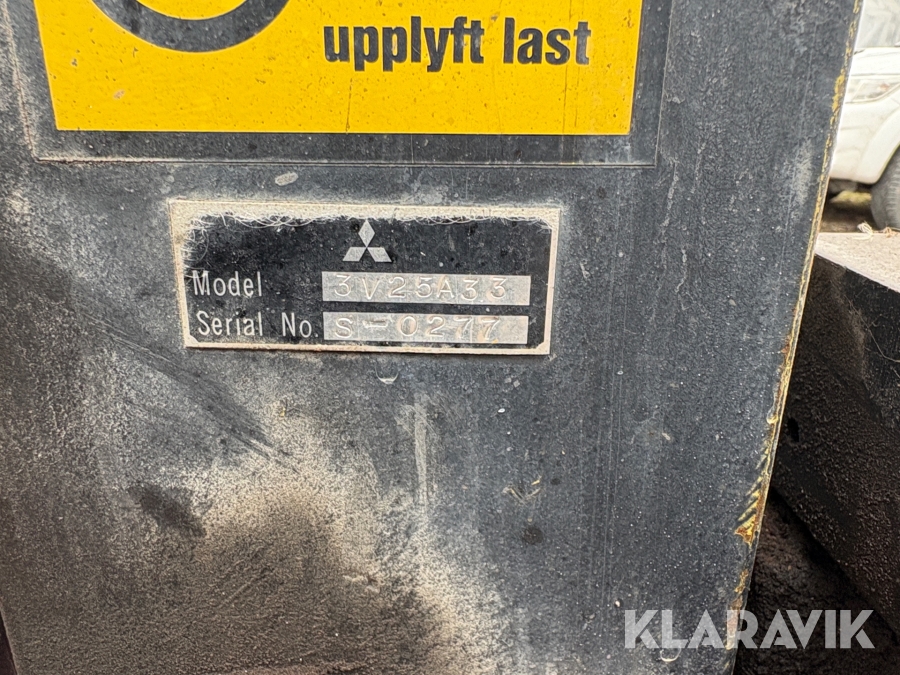 upplyft last
Model 3V25A33
Serial No. S-0277
KLARAVIK